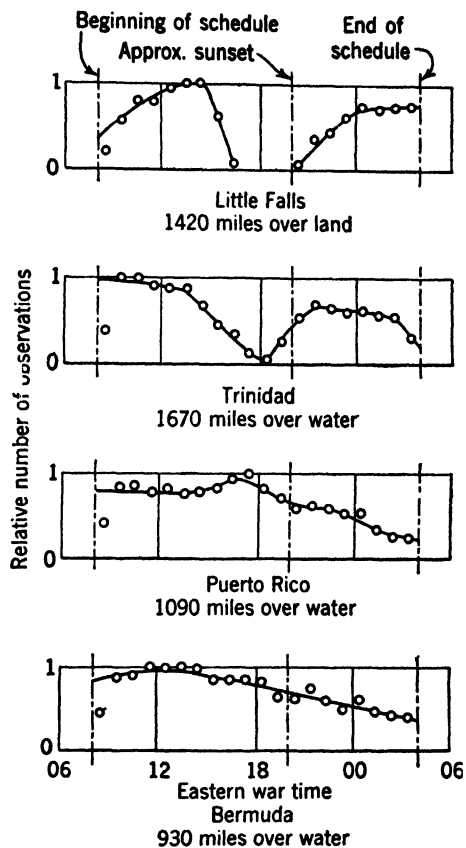 Beginning of schedule
Approx. sunset
End of
schedule
1
0
Little Falls
1420 miles over land
Relative number of observations
1
0
Trinidad
1670 miles over water
1
0
Puerto Rico
1090 miles over water
1
0
06 12 18 00 06
Eastern war time
Bermuda
930 miles over water